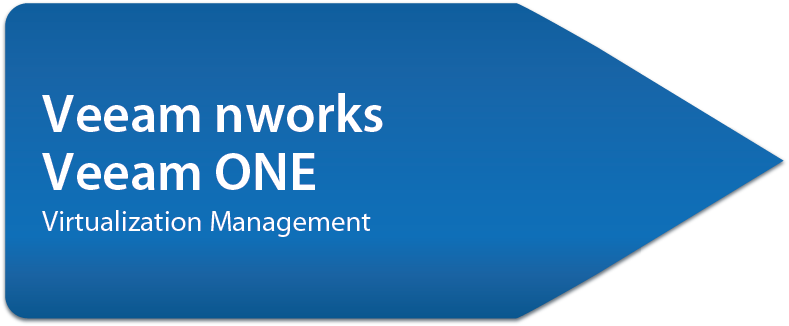 Veeam nworks
Veeam ONE
Virtualization Management